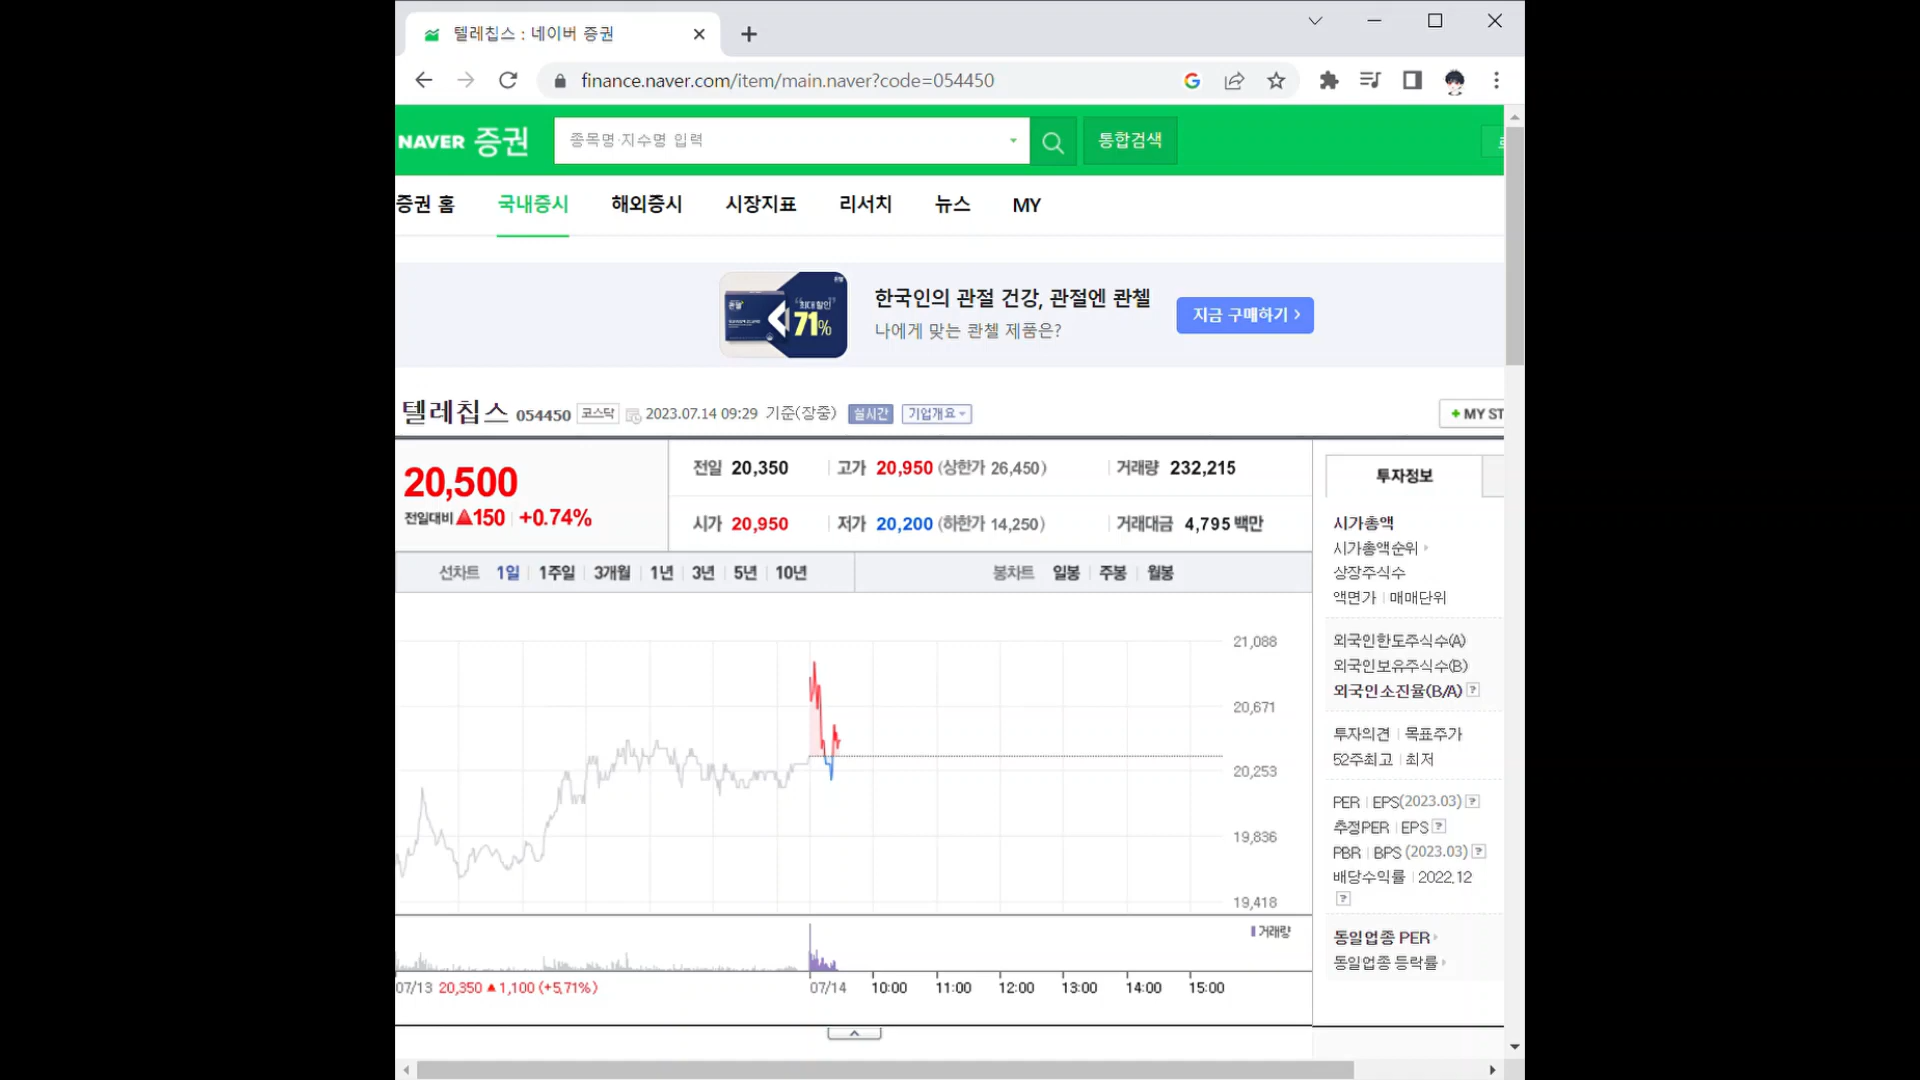 텔레칩스 : 네이버 증권
finance.naver.com/item/main.naver?code=054450
NAVER 증권 종목명·지수명 입력 통합검색
증권 홈 국내증시 해외증시 시장지표 리서치 뉴스 MY
최대 할인 71%
한국인의 관절 건강, 관절엔 콴첼
나에게 맞는 콴첼 제품은?
지금 구매하기
텔레칩스 054450 코스닥 2023.07.14 09:29 기준(장중) 실시간 기업개요
+ MY ST
20,500
전일대비 ▲150 +0.74%
전일 20,350 고가 20,950 (상한가 26,450) 거래량 232,215
시가 20,950 저가 20,200 (하한가 14,250) 거래대금 4,795 백만
선차트 1일 1주일 3개월 1년 3년 5년 10년 봉차트 일봉 주봉 월봉
21,088
20,671
20,253
19,836
19,418
거래량
07/13 20,350 ▲1,100 (+5.71%) 07/14 10:00 11:00 12:00 13:00 14:00 15:00
투자정보
시가총액
시가총액순위
상장주식수
액면가 | 매매단위
외국인한도주식수(A)
외국인보유주식수(B)
외국인소진율(B/A) ?
투자의견 | 목표주가
52주최고 | 최저
PER | EPS(2023.03) ?
추정PER | EPS ?
PBR | BPS (2023.03) ?
배당수익률 | 2022.12
?
동일업종 PER
동일업종 등락률